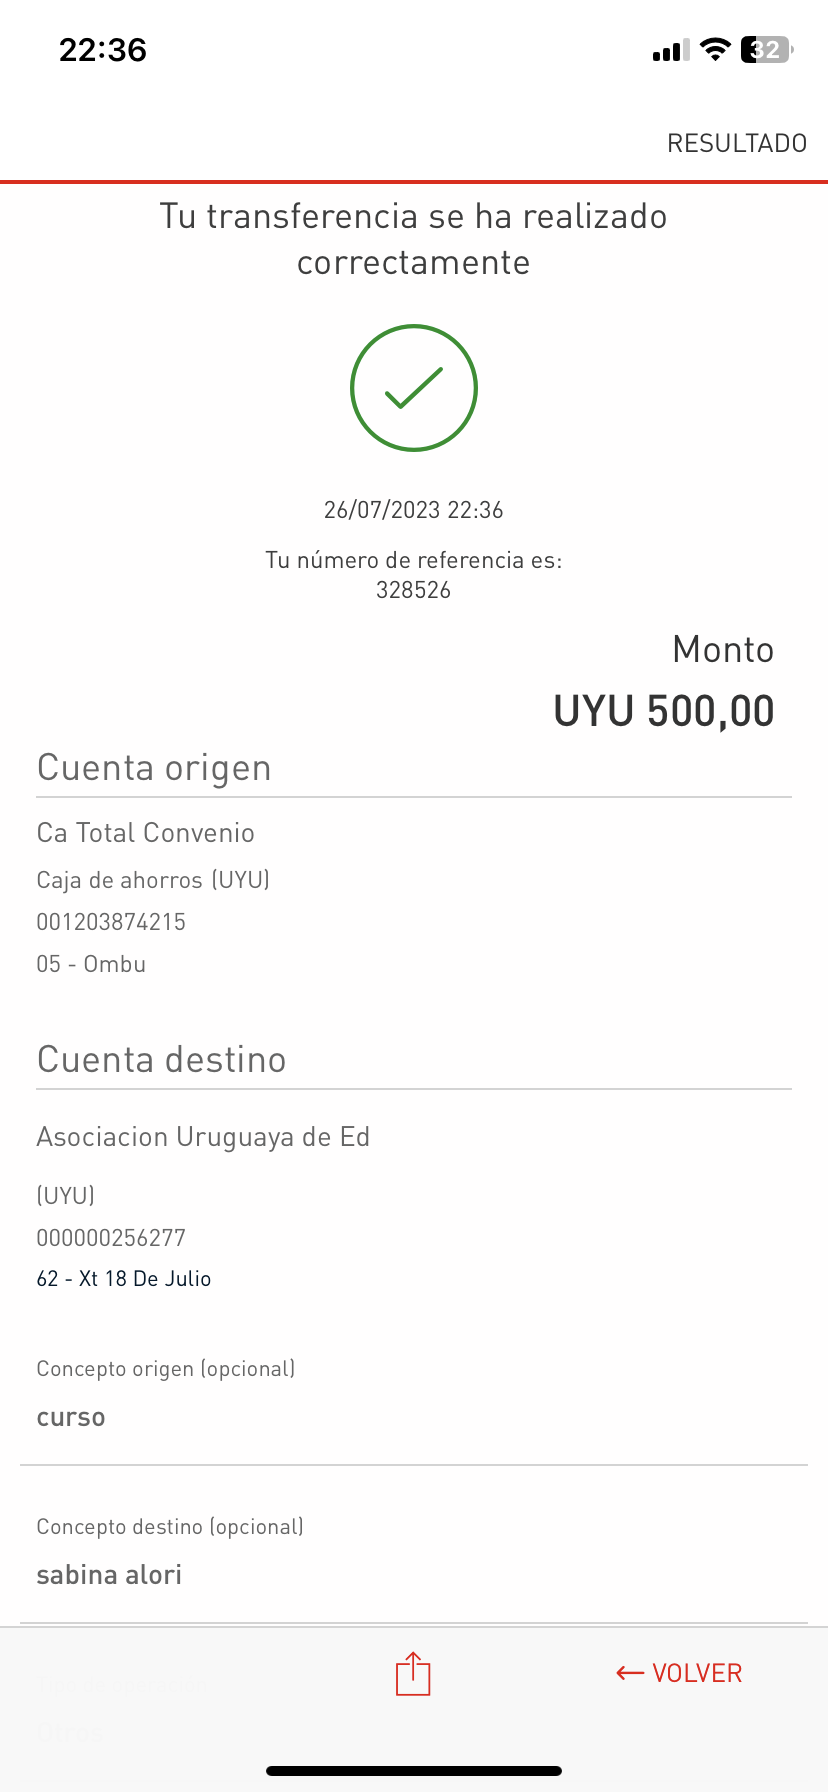 22:36
32
RESULTADO
Tu transferencia se ha realizado
correctamente
26/07/2023 22:36
Tu número de referencia es:
328526
Monto
UYU 500,00
Cuenta origen
Ca Total Convenio
Caja de ahorros (UYU)
001203874215
05 - Ombu
Cuenta destino
Asociacion Uruguaya de Ed
(UYU)
000000256277
62 - Xt 18 De Julio
Concepto origen (opcional)
curso
Concepto destino (opcional)
sabina alori
VOLVER